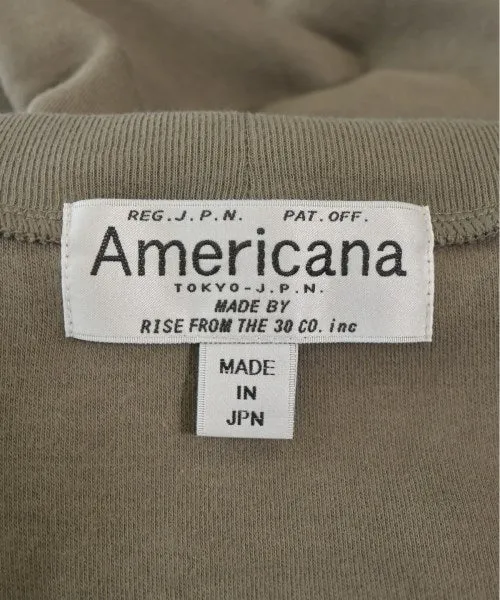 REG.J.P.N. PAT.OFF.
Americana
TOKYO-J.P.N.
MADE BY
RISE FROM THE 30 CO. inc
MADE
IN
JPN